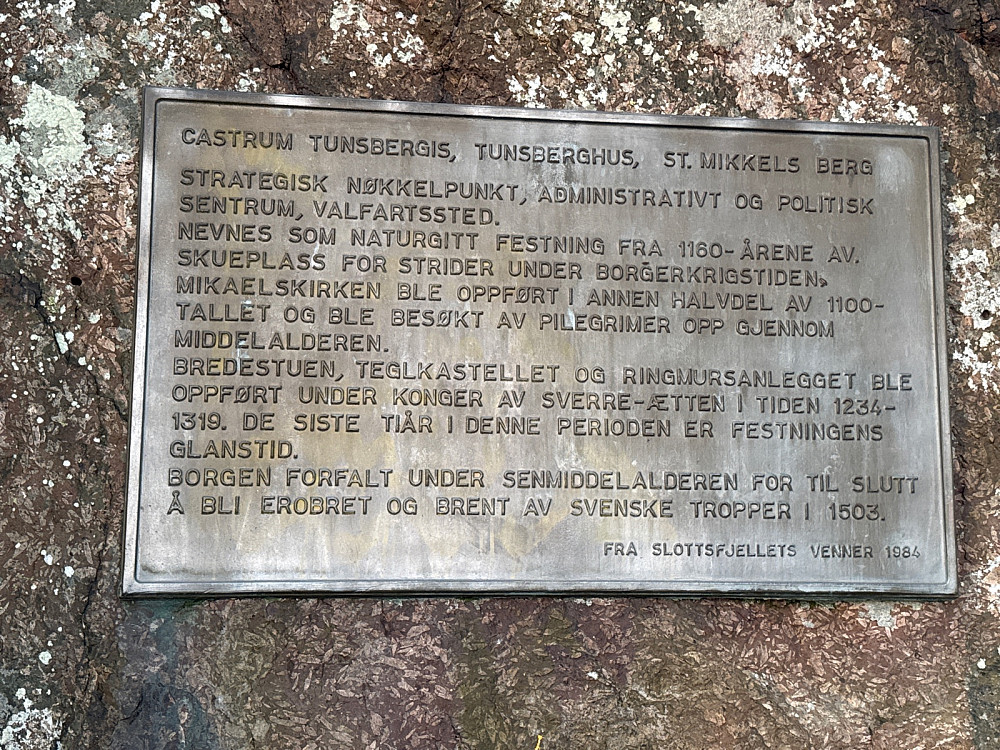 CASTRUM TUNSBERGIS, TUNSBERGHUS, ST. MIKKELS BERG
STRATEGISK NØKKELPUNKT, ADMINISTRATIVT OG POLITISK
SENTRUM, VALFARTSSTED.
NEVNES SOM NATURGITT FESTNING FRA 1160-ÅRENE AV.
SKUEPLASS FOR STRIDER UNDER BORGERKRIGSTIDEN.
MIKAELSKIRKEN BLE OPPFØRT I ANNEN HALVDEL AV 1100-
TALLET OG BLE BESØKT AV PILEGRIMER OPP GJENNOM
MIDDELALDEREN.
BREDESTUEN, TEGLKASTELLET OG RINGMURSANLEGGET BLE
OPPFØRT UNDER KONGER AV SVERRE-ÆTTEN I TIDEN 1234-
1319. DE SISTE TIÅR I DENNE PERIODEN ER FESTNINGENS
GLANSTID.
BORGEN FORFALT UNDER SENMIDDELALDEREN FOR TIL SLUTT
Å BLI EROBRET OG BRENT AV SVENSKE TROPPER I 1503.
FRA SLOTTSFJELLETS VENNER 1984